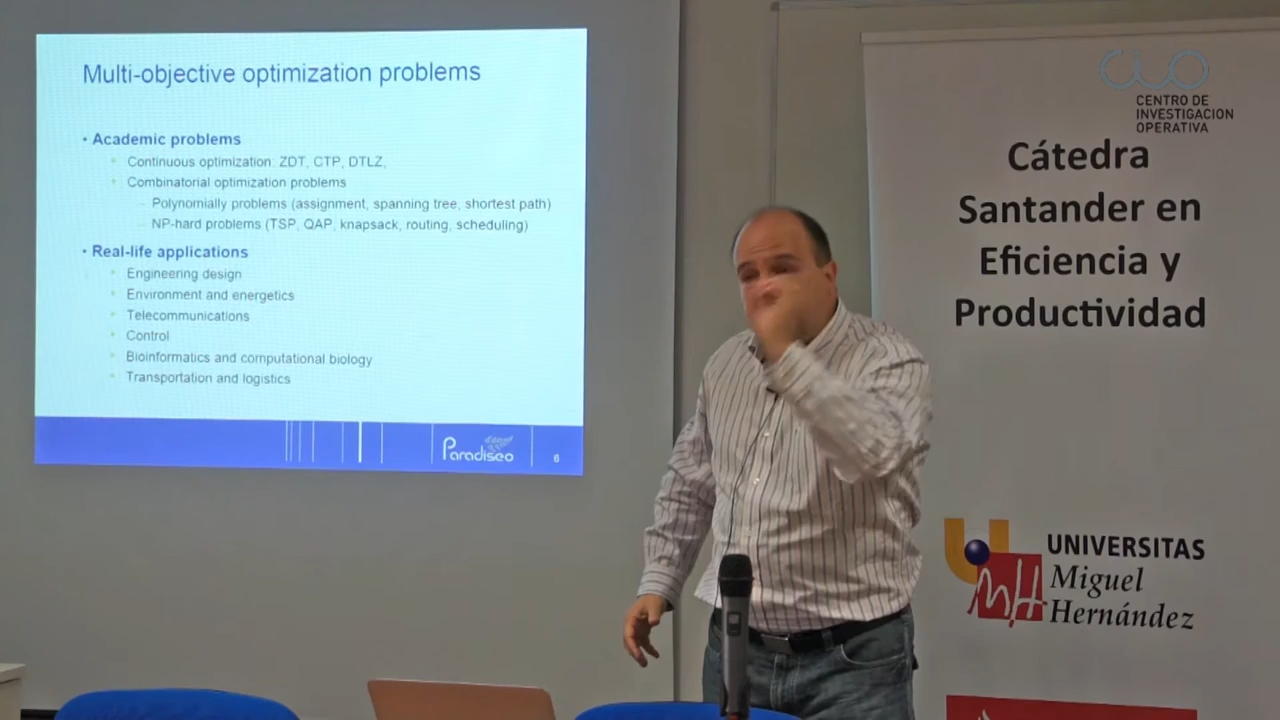 Multi-objective optimization problems
• Academic problems
Continuous optimization: ZDT, CTP, DTLZ,
Combinatorial optimization problems
– Polynomially problems (assignment, spanning tree, shortest path)
– NP-hard problems (TSP, QAP, knapsack, routing, scheduling)
• Real-life applications
Engineering design
Environment and energetics
Telecommunications
Control
Bioinformatics and computational biology
Transportation and logistics
Paradiseo
6
CIO
CENTRO DE
INVESTIGACION
OPERATIVA
Cátedra
Santander en
Eficiencia y
Productividad
UNIVERSITAS
Miguel
Hernández